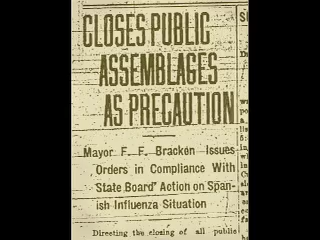 CLOSES PUBLIC
ASSEMBLAGES
AS PRECAUTION
Mayor F. F. Bracken Issues
Orders in Compliance With
State Board' Action on Span-
ish Influenza Situation
Directing the closing of all public